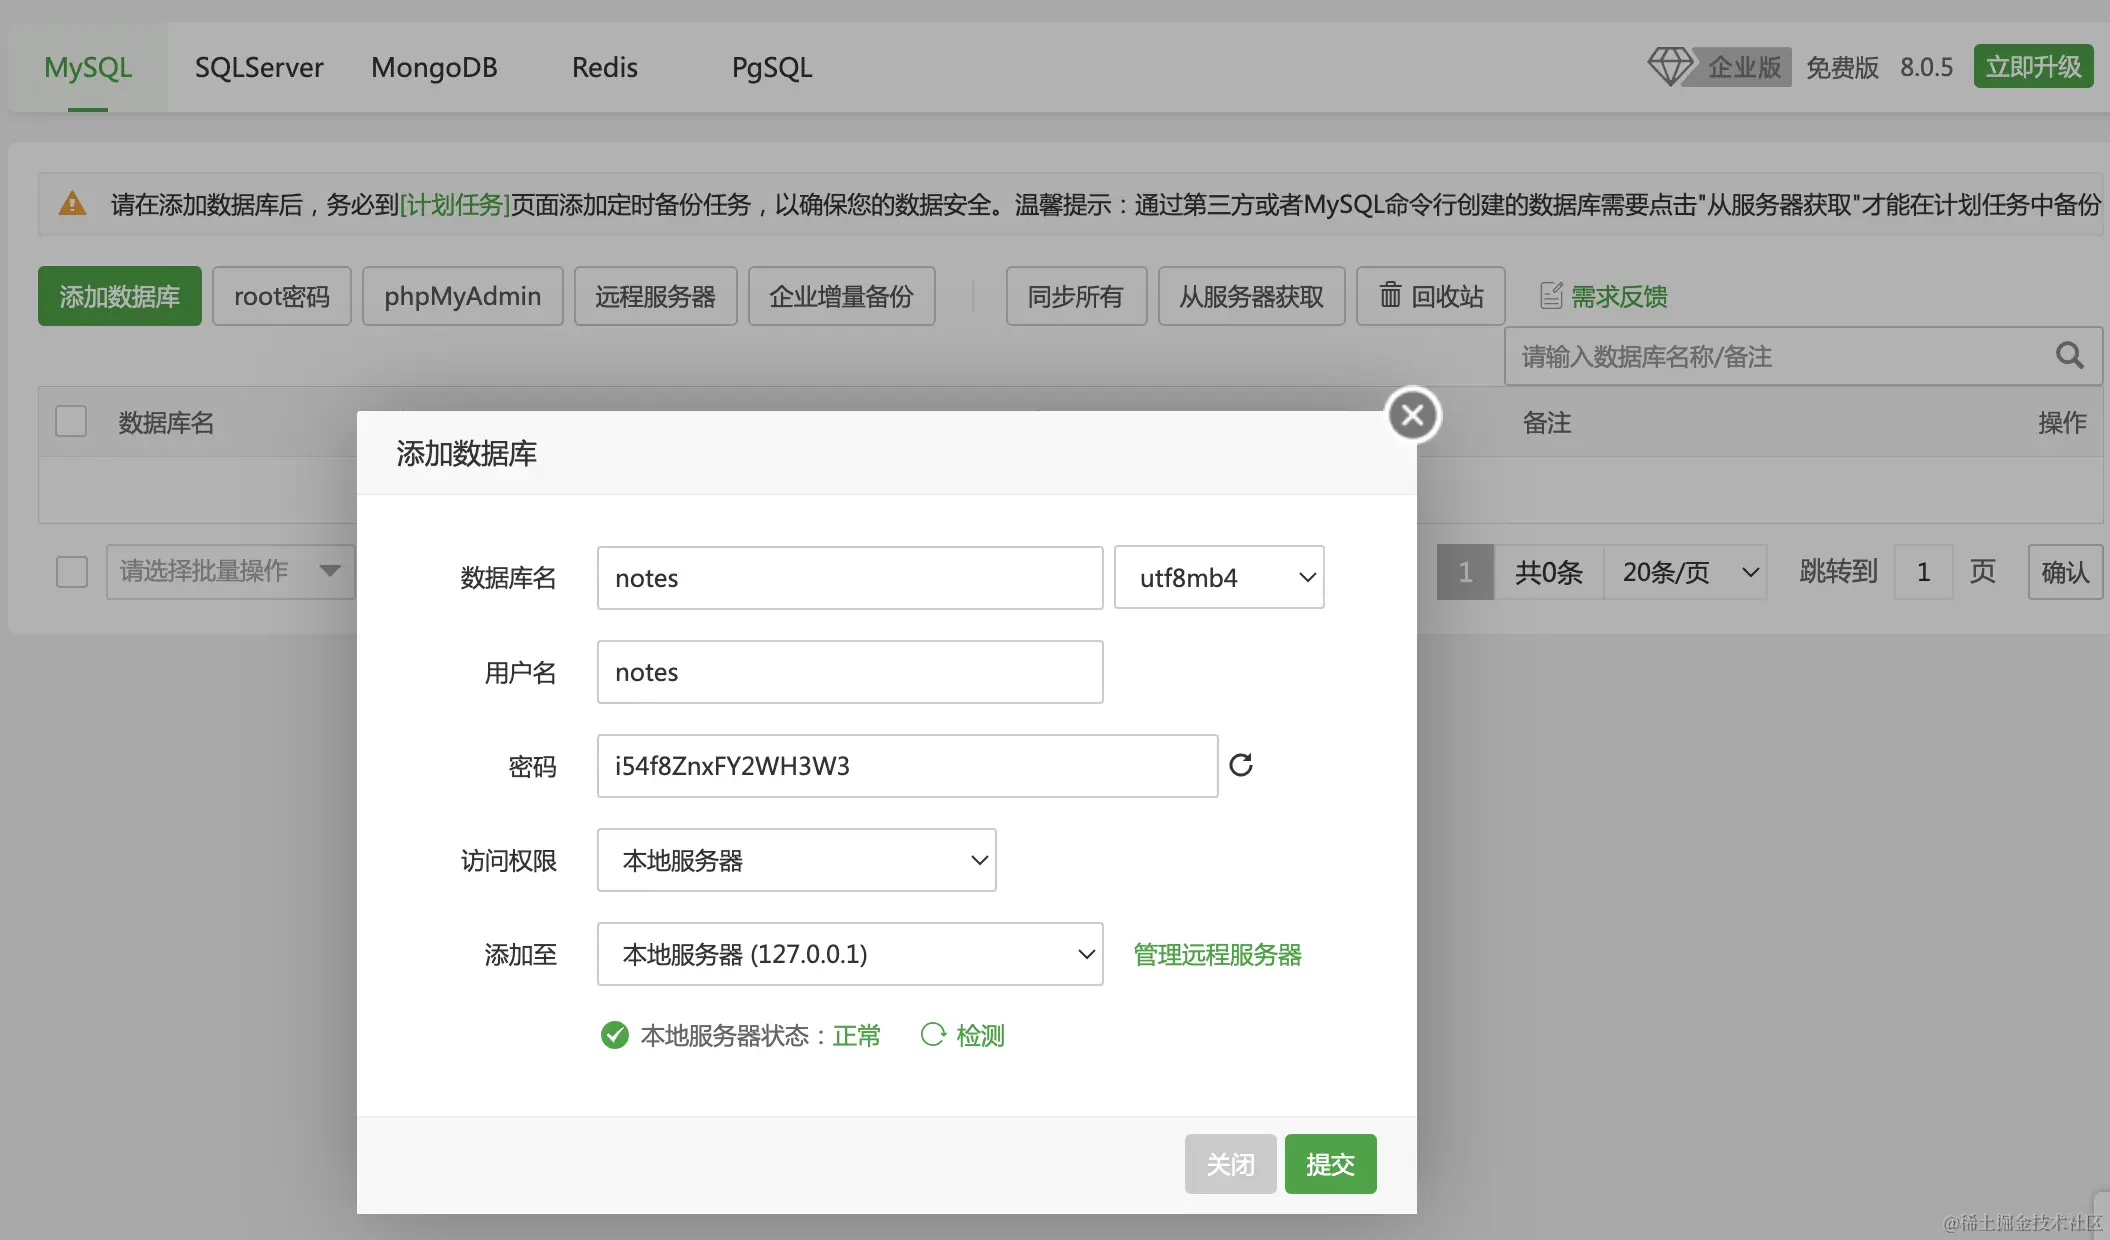 MySQL SQLServer MongoDB Redis PgSQL 企业版 免费版 8.0.5 立即升级
请在添加数据库后，务必到[计划任务]页面添加定时备份任务，以确保您的数据安全。温馨提示：通过第三方或者MySQL命令行创建的数据库需要点击"从服务器获取"才能在计划任务中备份
添加数据库 root密码 phpMyAdmin 远程服务器 企业增量备份 同步所有 从服务器获取 回收站 需求反馈
请输入数据库名称/备注
数据库名 备注 操作
请选择批量操作 1 共0条 20条/页 跳转到 1 页 确认
添加数据库
数据库名 notes utf8mb4
用户名 notes
密码 i54f8ZnxFY2WH3W3
访问权限 本地服务器
添加至 本地服务器 (127.0.0.1) 管理远程服务器
本地服务器状态：正常 检测
关闭 提交
@稀土掘金技术社区